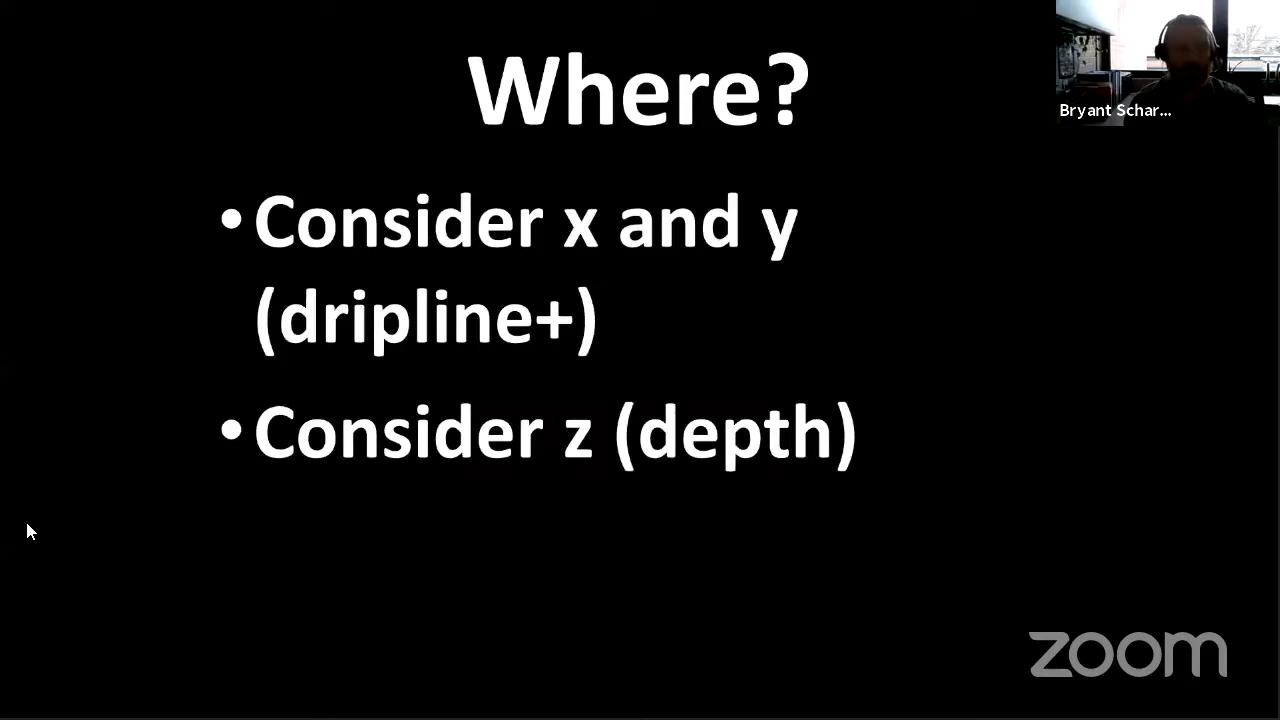 Where?
Bryant Schar...
• Consider x and y
(dripline+)
• Consider z (depth)
zoom